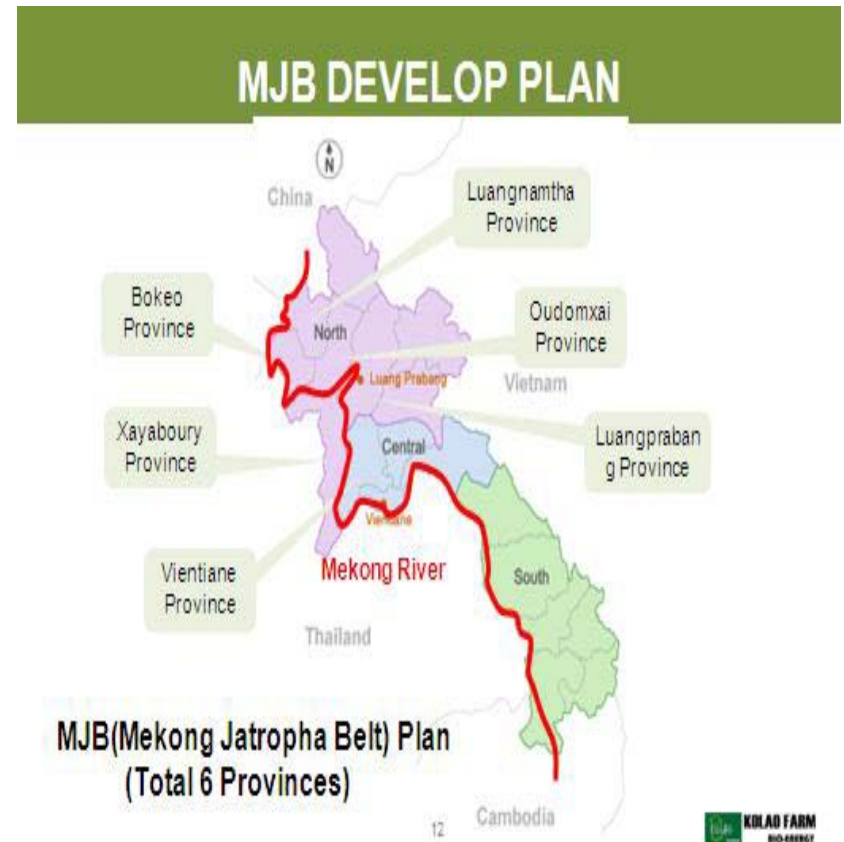 MJB DEVELOP PLAN
N
China
Luangnamtha
Province
Bokeo
Province
North
Oudomxai
Province
Luang Prabang
Vietnam
Xayaboury
Province
Central
Luangpraban
g Province
Vientiane
Mekong River
Vientiane
Province
South
Thailand
MJB(Mekong Jatropha Belt) Plan
(Total 6 Provinces)
12
Cambodia
KOLAO FARM
BIO-ENERGY